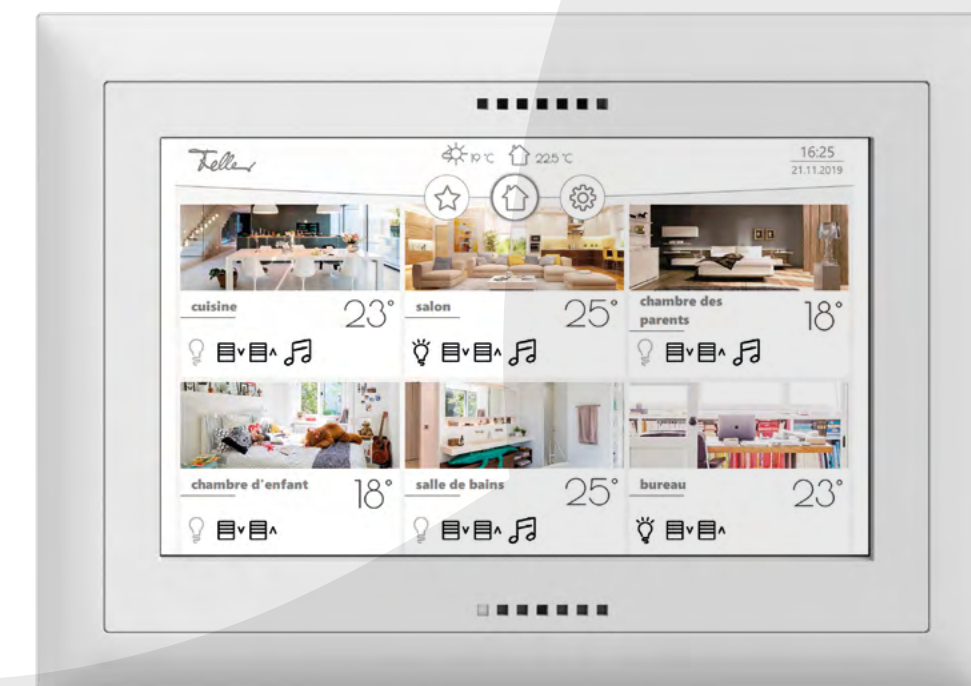 Feller
19°C 22.5°C
16:25
21.11.2019
cuisine 23°
salon 25°
chambre des
parents 18°
chambre d'enfant 18°
salle de bains 25°
bureau 23°